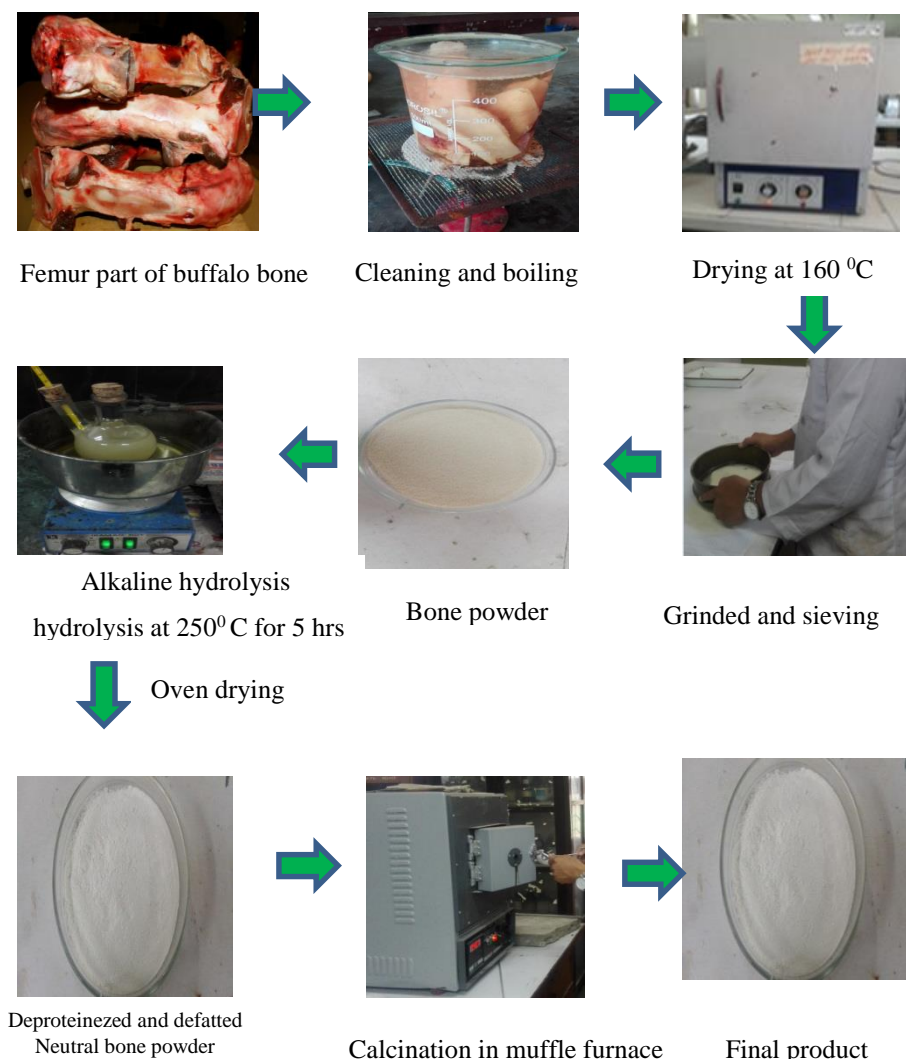 400
300
200
Femur part of buffalo bone
Cleaning and boiling
Drying at 160 ⁰C
Alkaline hydrolysis
hydrolysis at 250⁰ C for 5 hrs
Bone powder
Grinded and sieving
Oven drying
Deproteinezed and defatted
Neutral bone powder
Calcination in muffle furnace
Final product